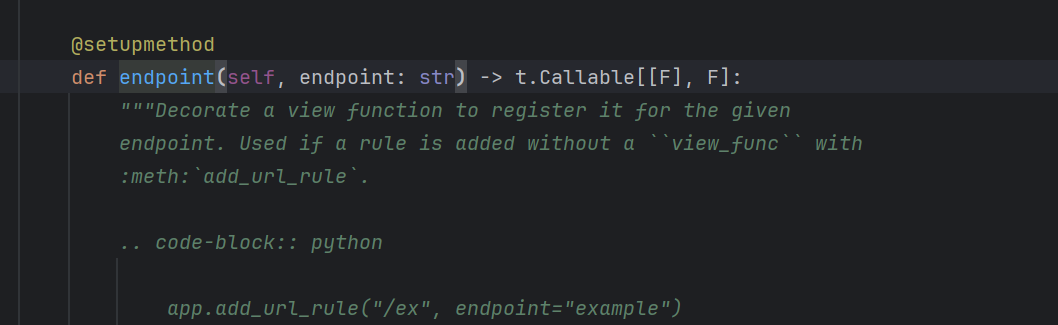 @setupmethod
def endpoint(self, endpoint: str) -> t.Callable[[F], F]:
"""Decorate a view function to register it for the given
endpoint. Used if a rule is added without a ``view_func`` with
:meth:`add_url_rule`.
.. code-block:: python
app.add_url_rule("/ex", endpoint="example")